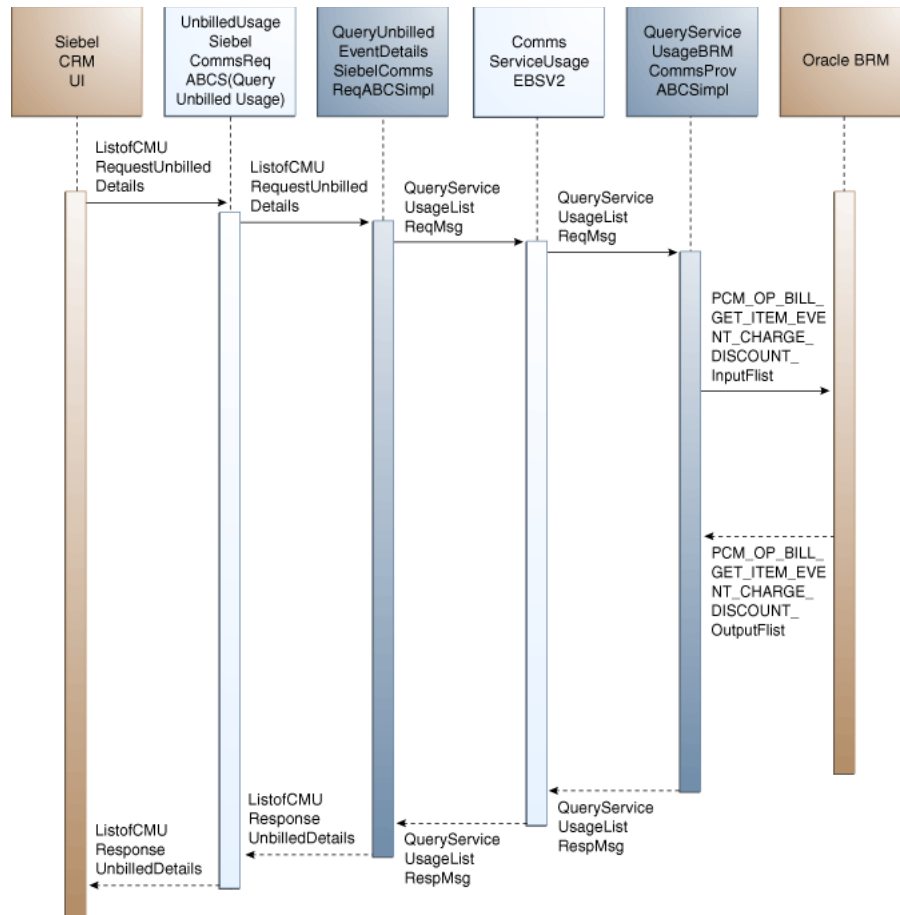 Siebel
CRM
UI
UnbilledUsage
Siebel
CommsReq
ABCS(Query
Unbilled Usage)
QueryUnbilled
EventDetails
SiebelComms
ReqABCSImpl
Comms
ServiceUsage
EBSV2
QueryService
UsageBRM
CommsProv
ABCSImpl
Oracle BRM
ListofCMU
RequestUnbilled
Details
ListofCMU
RequestUnbilled
Details
QueryService
UsageList
ReqMsg
QueryService
UsageList
ReqMsg
PCM_OP_BILL_
GET_ITEM_EVE
NT_CHARGE_
DISCOUNT_
InputFlist
PCM_OP_BILL_
GET_ITEM_EVE
NT_CHARGE_
DISCOUNT_
OutputFlist
QueryService
UsageList
RespMsg
QueryService
UsageList
RespMsg
ListofCMU
Response
UnbilledDetails
ListofCMU
Response
UnbilledDetails